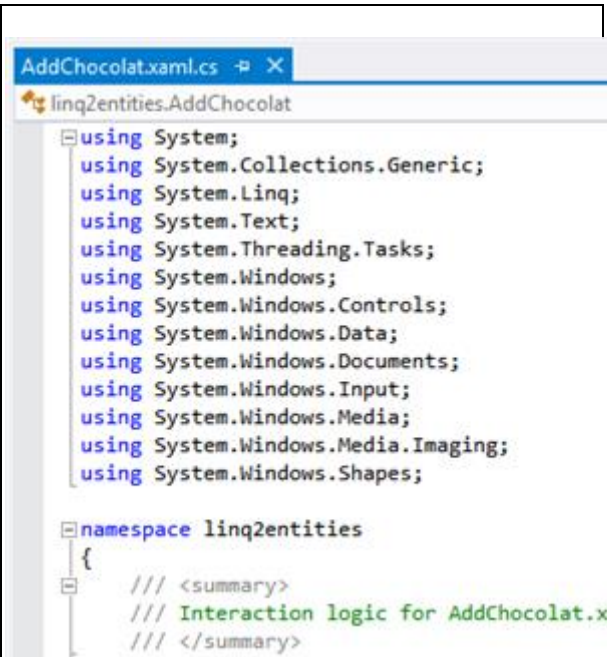 AddChocolat.xaml.cs
linq2entities.AddChocolat
using System;
using System.Collections.Generic;
using System.Linq;
using System.Text;
using System.Threading.Tasks;
using System.Windows;
using System.Windows.Controls;
using System.Windows.Data;
using System.Windows.Documents;
using System.Windows.Input;
using System.Windows.Media;
using System.Windows.Media.Imaging;
using System.Windows.Shapes;
namespace linq2entities
{
/// <summary>
/// Interaction logic for AddChocolat.x
/// </summary>